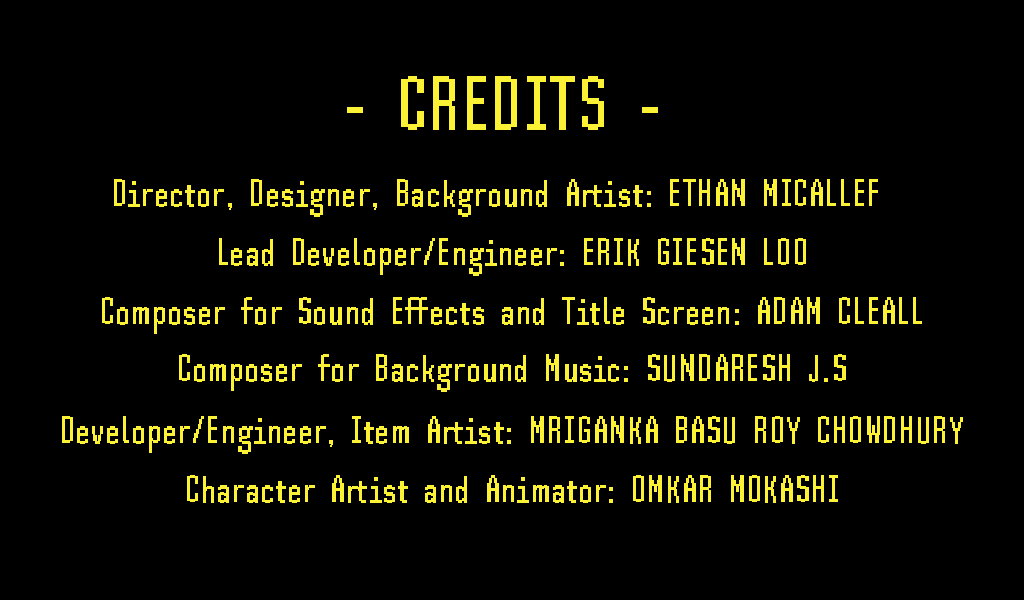 - CREDITS -
Director, Designer, Background Artist: ETHAN MICALLEF
Lead Developer/Engineer: ERIK GIESEN LOO
Composer for Sound Effects and Title Screen: ADAM CLEALL
Composer for Background Music: SUNDARESH J.S
Developer/Engineer, Item Artist: MRIGANKA BASU ROY CHOWDHURY
Character Artist and Animator: OMKAR MOKASHI